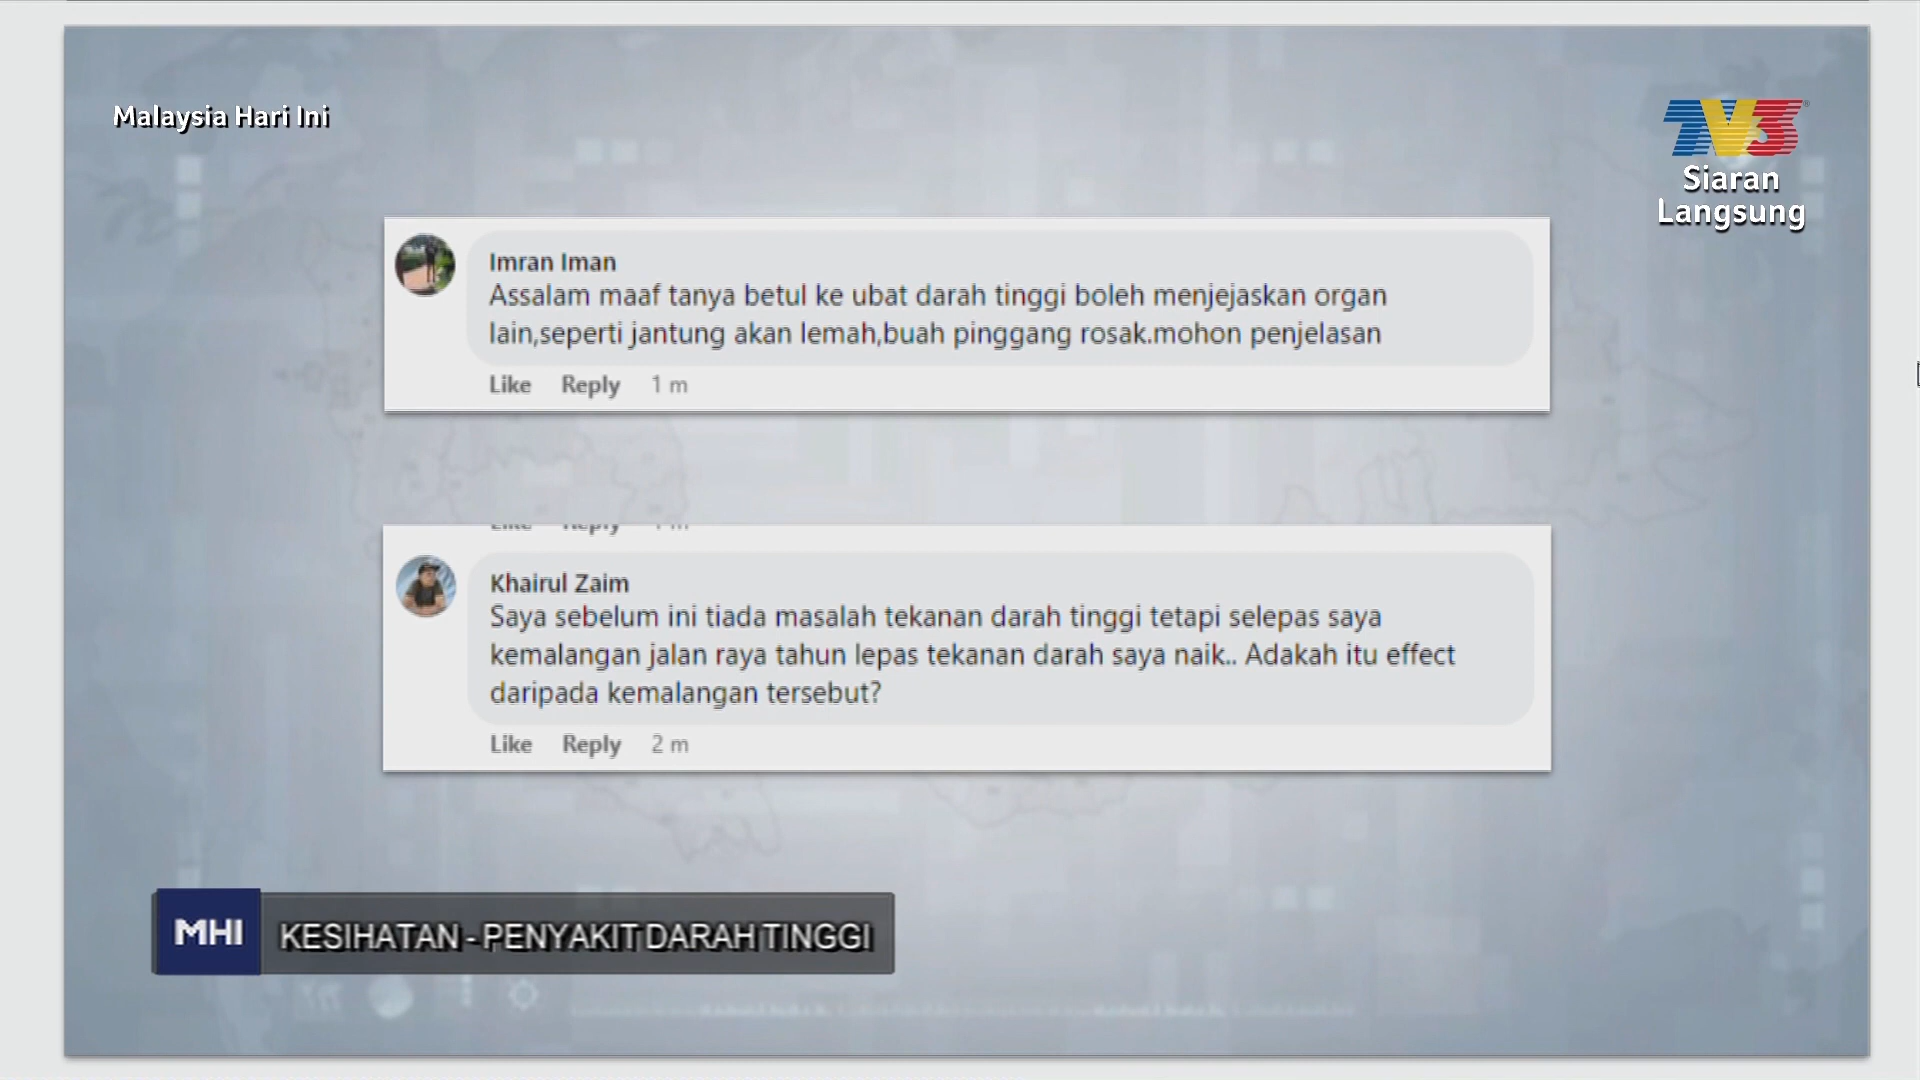 Malaysia Hari Ini
TV3
Siaran
Langsung
Imran Iman
Assalam maaf tanya betul ke ubat darah tinggi boleh menjejaskan organ
lain,seperti jantung akan lemah,buah pinggang rosak.mohon penjelasan
Like Reply 1 m
Like Reply 1 m
Khairul Zaim
Saya sebelum ini tiada masalah tekanan darah tinggi tetapi selepas saya
kemalangan jalan raya tahun lepas tekanan darah saya naik.. Adakah itu effect
daripada kemalangan tersebut?
Like Reply 2 m
MHI KESIHATAN - PENYAKIT DARAH TINGGI